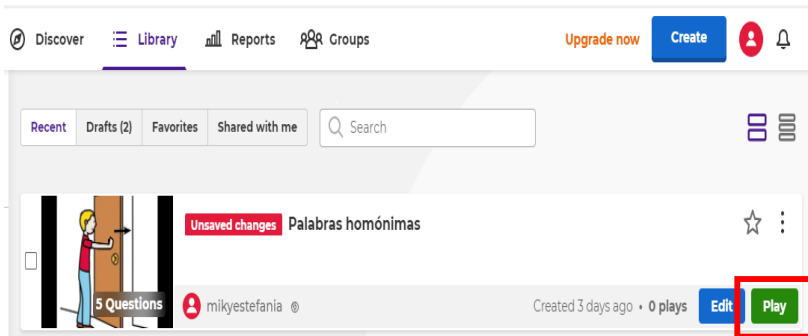 Discover Library Reports Groups Upgrade now Create
Recent Drafts (2) Favorites Shared with me Search
Unsaved changes Palabras homónimas
5 Questions mikyestefania Created 3 days ago • 0 plays Edit Play